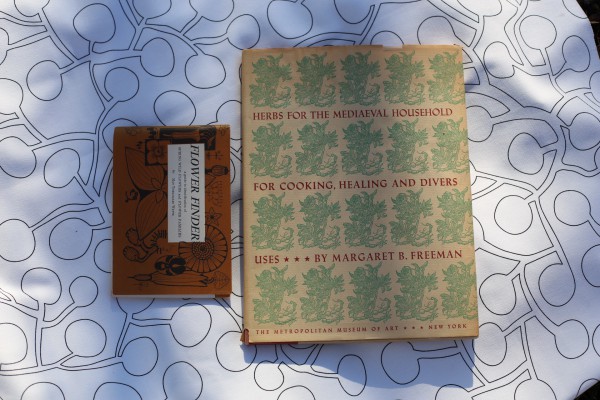 FLOWER FINDER
HERBS FOR THE MEDIAEVAL HOUSEHOLD
FOR COOKING, HEALING AND DIVERS
USES ★ ★ ★ BY MARGARET B. FREEMAN
THE METROPOLITAN MUSEUM OF ART ★ ★ ★ NEW YORK